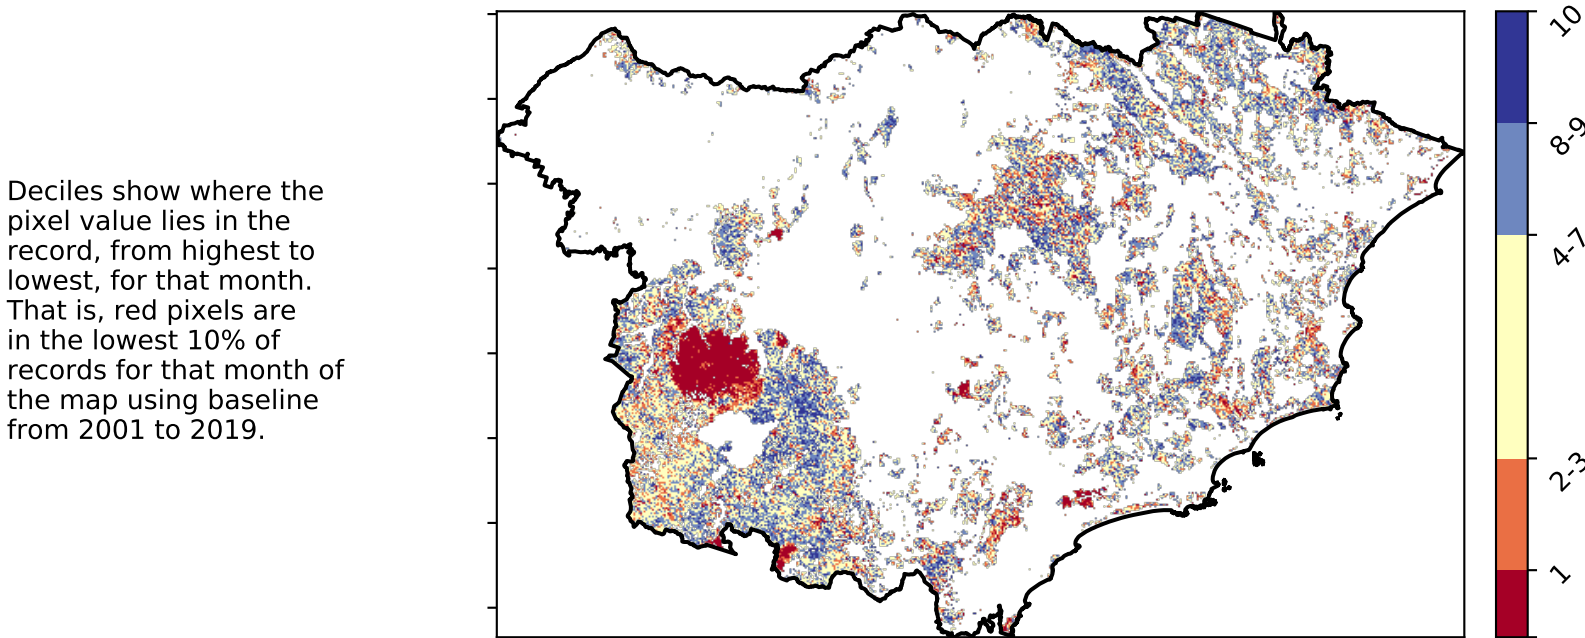 Deciles show where the
pixel value lies in the
record, from highest to
lowest, for that month.
That is, red pixels are
in the lowest 10% of
records for that month of
the map using baseline
from 2001 to 2019.
10
8-9
4-7
2-3
1